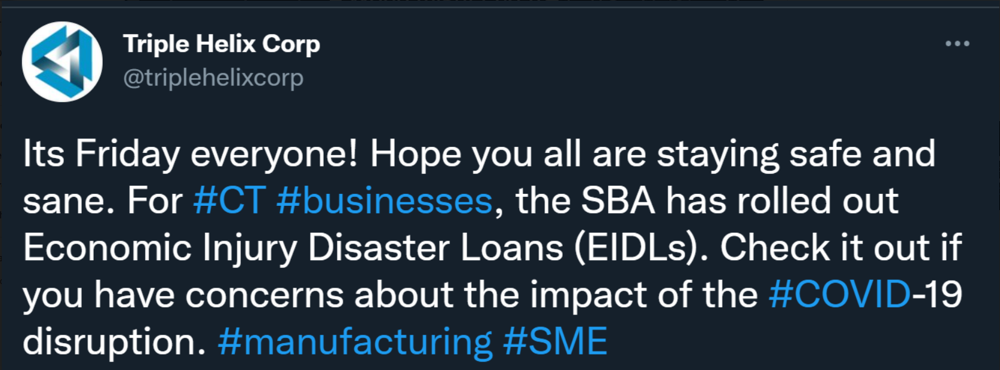 Triple Helix Corp
@triplehelixcorp
Its Friday everyone! Hope you all are staying safe and
sane. For #CT #businesses, the SBA has rolled out
Economic Injury Disaster Loans (EIDLs). Check it out if
you have concerns about the impact of the #COVID-19
disruption. #manufacturing #SME